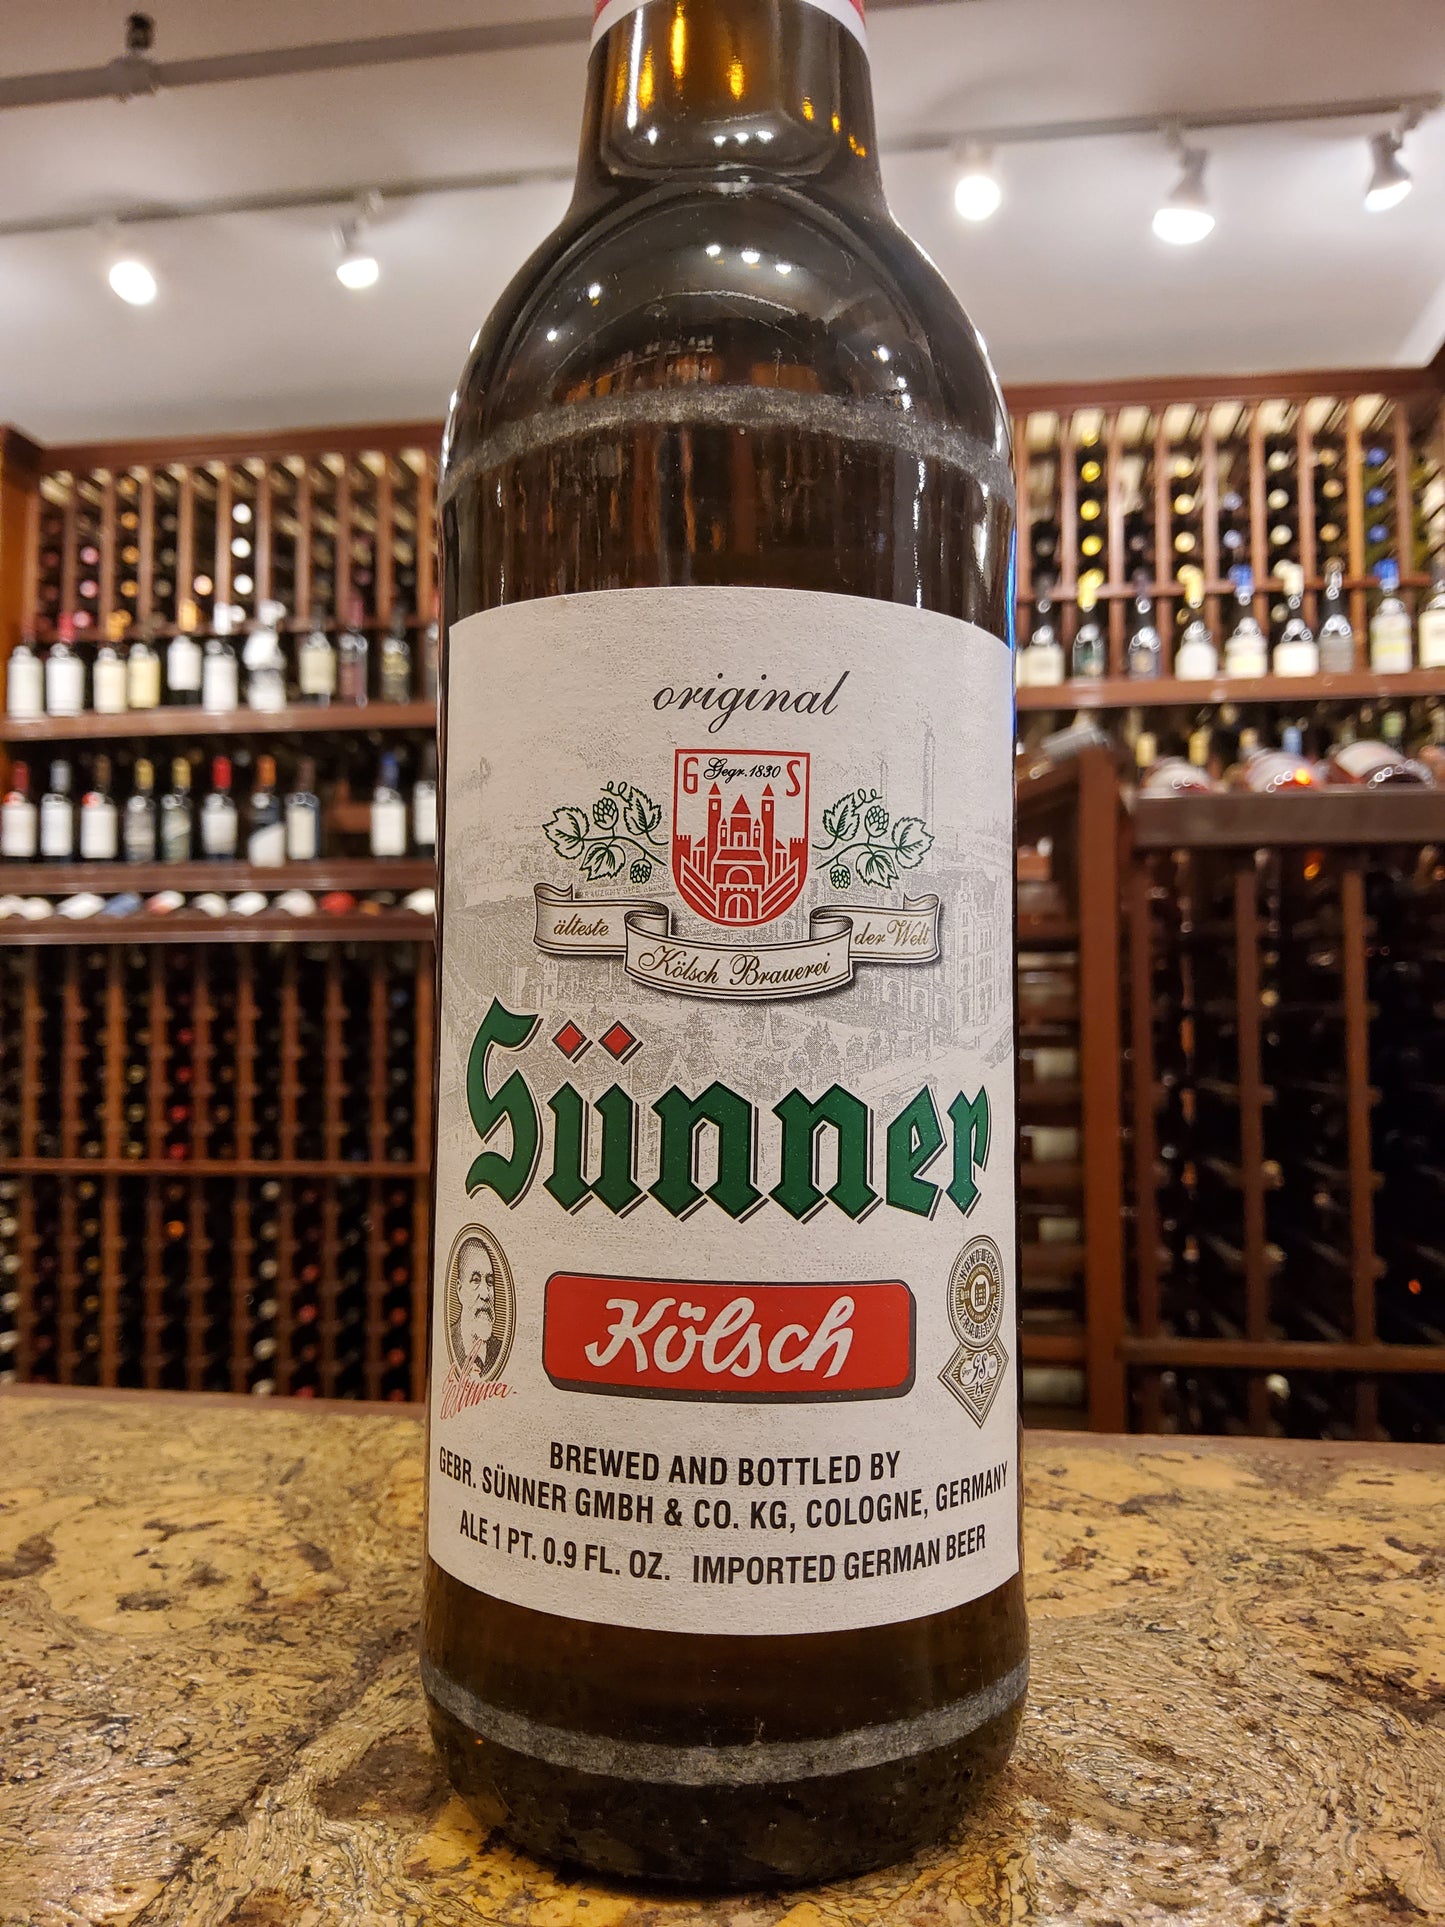 original
G Gegr. 1830 S
älteste Kölsch Brauerei der Welt
Sünner
Kölsch
BREWED AND BOTTLED BY
GEBR. SÜNNER GMBH & CO. KG, COLOGNE, GERMANY
ALE 1 PT. 0.9 FL. OZ. IMPORTED GERMAN BEER